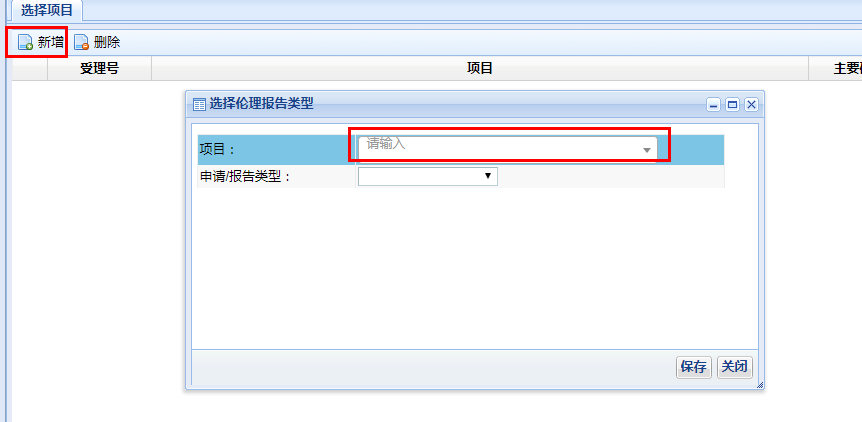 选择项目
新增 删除
受理号 项目 主要
选择伦理报告类型
项目： 请输入
申请/报告类型：
保存 关闭